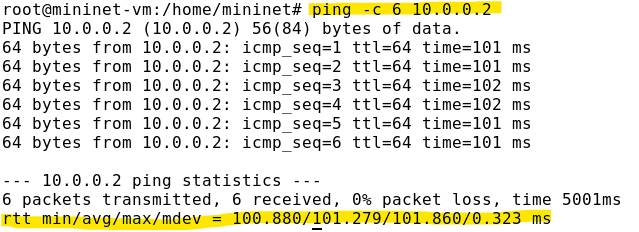 root@mininet-vm:/home/mininet# ping -c 6 10.0.0.2
PING 10.0.0.2 (10.0.0.2) 56(84) bytes of data.
64 bytes from 10.0.0.2: icmp_seq=1 ttl=64 time=101 ms
64 bytes from 10.0.0.2: icmp_seq=2 ttl=64 time=101 ms
64 bytes from 10.0.0.2: icmp_seq=3 ttl=64 time=102 ms
64 bytes from 10.0.0.2: icmp_seq=4 ttl=64 time=102 ms
64 bytes from 10.0.0.2: icmp_seq=5 ttl=64 time=101 ms
64 bytes from 10.0.0.2: icmp_seq=6 ttl=64 time=101 ms
--- 10.0.0.2 ping statistics ---
6 packets transmitted, 6 received, 0% packet loss, time 5001ms
rtt min/avg/max/mdev = 100.880/101.279/101.860/0.323 ms